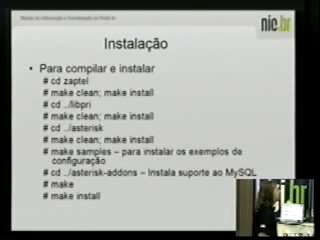 Núcleo de Informação e Coordenação do Ponto br
nic.br
Instalação
• Para compilar e instalar
# cd zaptel
# make clean; make install
# cd ../libpri
# make clean; make install
# cd ../asterisk
# make clean; make install
# make samples – para instalar os exemplos de
configuração
# cd ../asterisk-addons – Instala suporte ao MySQL
# make
# make install
.br